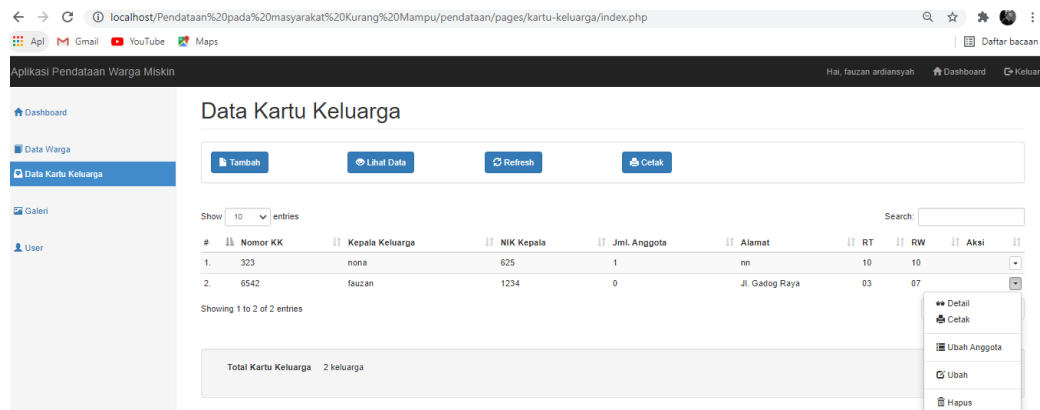 localhost/Pendataan%20pada%20masyarakat%20Kurang%20Mampu/pendataan/pages/kartu-keluarga/index.php
Apl Gmail YouTube Maps Daftar bacaan
Aplikasi Pendataan Warga Miskin Hai, fauzan ardiansyah Dashboard Keluar
Dashboard
Data Warga
Data Kartu Keluarga
Galeri
User
Data Kartu Keluarga
Tambah Lihat Data Refresh Cetak
Show 10 entries Search:
# Nomor KK Kepala Keluarga NIK Kepala Jml. Anggota Alamat RT RW Aksi
1. 323 nona 625 1 nn 10 10
2. 6542 fauzan 1234 0 Jl. Gadog Raya 03 07
Showing 1 to 2 of 2 entries
Detail
Cetak
Ubah Anggota
Ubah
Hapus
Total Kartu Keluarga 2 keluarga